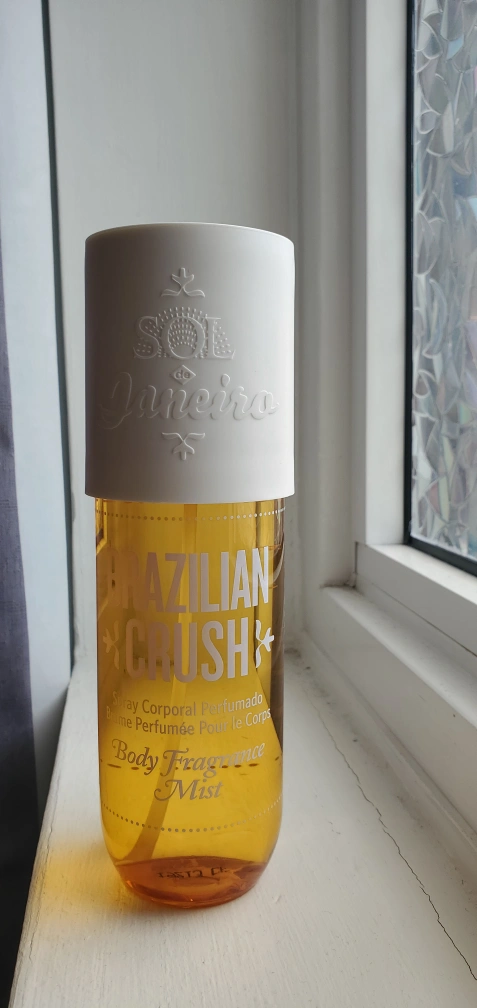 SOL
de
Janeiro
BRAZILIAN
CRUSH
Spray Corporal Perfumado
Brume Perfumée Pour le Corps
Body Fragrance
Mist